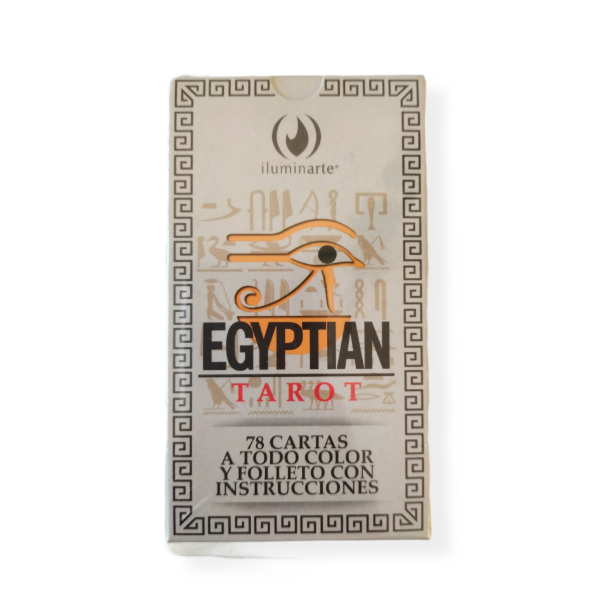 iluminarte®
EGYPTIAN
TAROT
78 CARTAS
A TODO COLOR
Y FOLLETO CON
INSTRUCCIONES